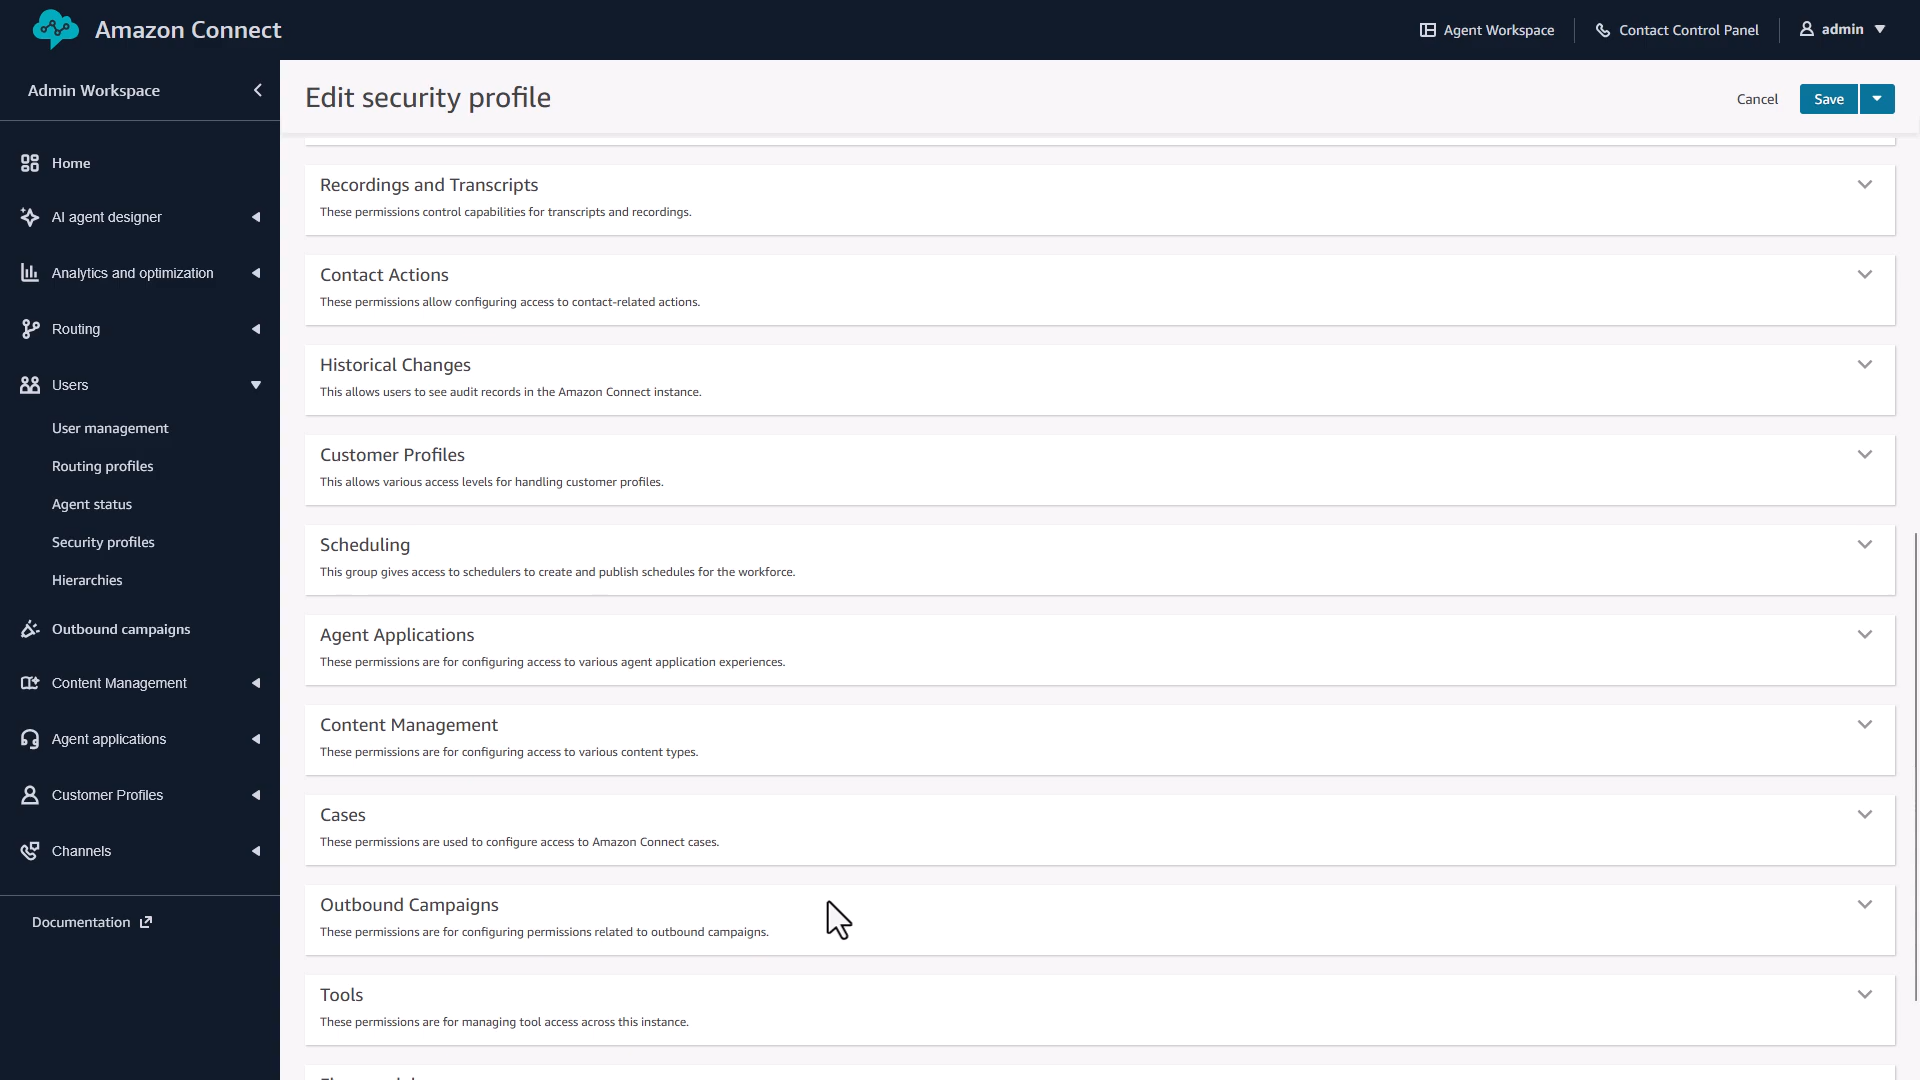 Amazon Connect
Agent Workspace
Contact Control Panel
admin
Admin Workspace
Home
AI agent designer
Analytics and optimization
Routing
Users
User management
Routing profiles
Agent status
Security profiles
Hierarchies
Outbound campaigns
Content Management
Agent applications
Customer Profiles
Channels
Documentation
Edit security profile
Cancel
Save
Recordings and Transcripts
These permissions control capabilities for transcripts and recordings.
Contact Actions
These permissions allow configuring access to contact-related actions.
Historical Changes
This allows users to see audit records in the Amazon Connect instance.
Customer Profiles
This allows various access levels for handling customer profiles.
Scheduling
This group gives access to schedulers to create and publish schedules for the workforce.
Agent Applications
These permissions are for configuring access to various agent application experiences.
Content Management
These permissions are for configuring access to various content types.
Cases
These permissions are used to configure access to Amazon Connect cases.
Outbound Campaigns
These permissions are for configuring permissions related to outbound campaigns.
Tools
These permissions are for managing tool access across this instance.